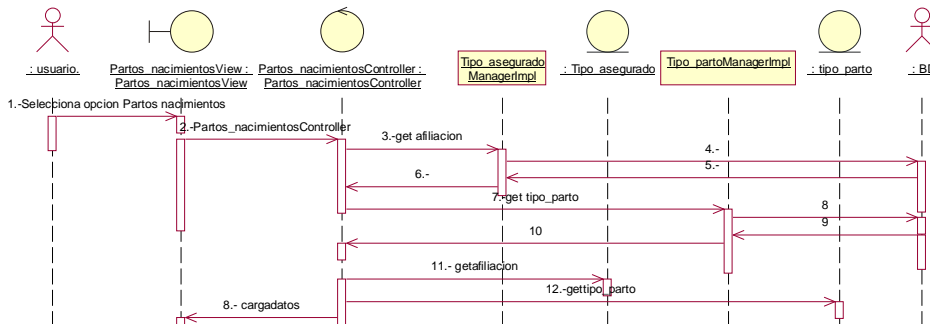 : usuario.
Partos_nacimientosView :
Partos_nacimientosView
Partos_nacimientosController :
Partos_nacimientosController
Tipo_asegurado
ManagerImpl
: Tipo_asegurado
Tipo_partoManagerImpl
: tipo_parto
: BD
1.-Selecciona opcion Partos nacimientos
2.-Partos_nacimientosController
3.-get afiliacion
4.-
5.-
6.-
7.-get tipo_parto
8
9
10
11.- getafiliacion
12.-gettipo_parto
8.- cargadatos